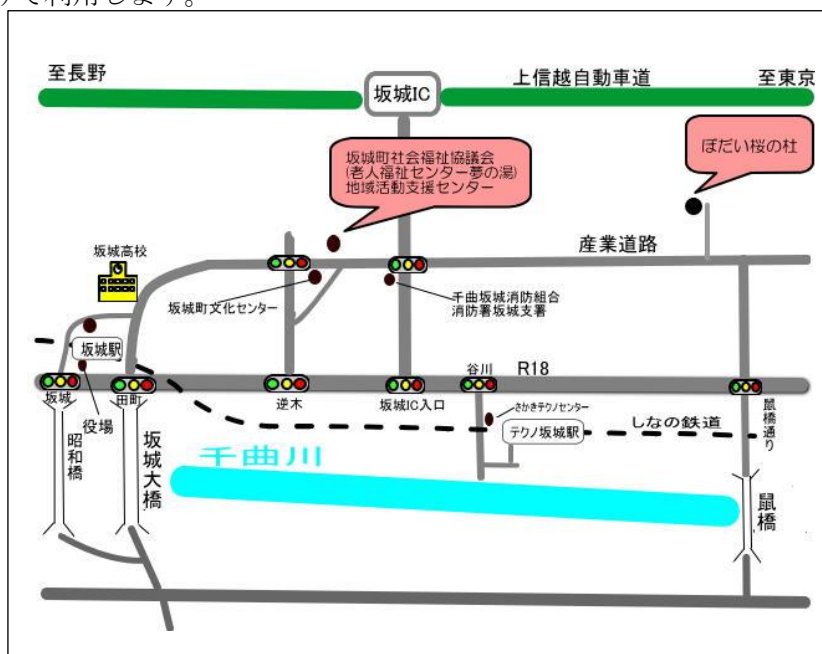 けて利用します。
至長野
坂城IC
上信越自動車道
至東京
坂城町社会福祉協議会
(老人福祉センター夢の湯)
地域活動支援センター
ぼだい桜の杜
坂城高校
産業道路
坂城町文化センター
千曲坂城消防組合
消防署坂城支署
坂城駅
谷川
R18
坂城
田町
逆木
坂城IC入口
鼠橋通り
役場
さかきテクノセンター
テクノ坂城駅
しなの鉄道
昭和橋
坂城大橋
千曲川
鼠橋